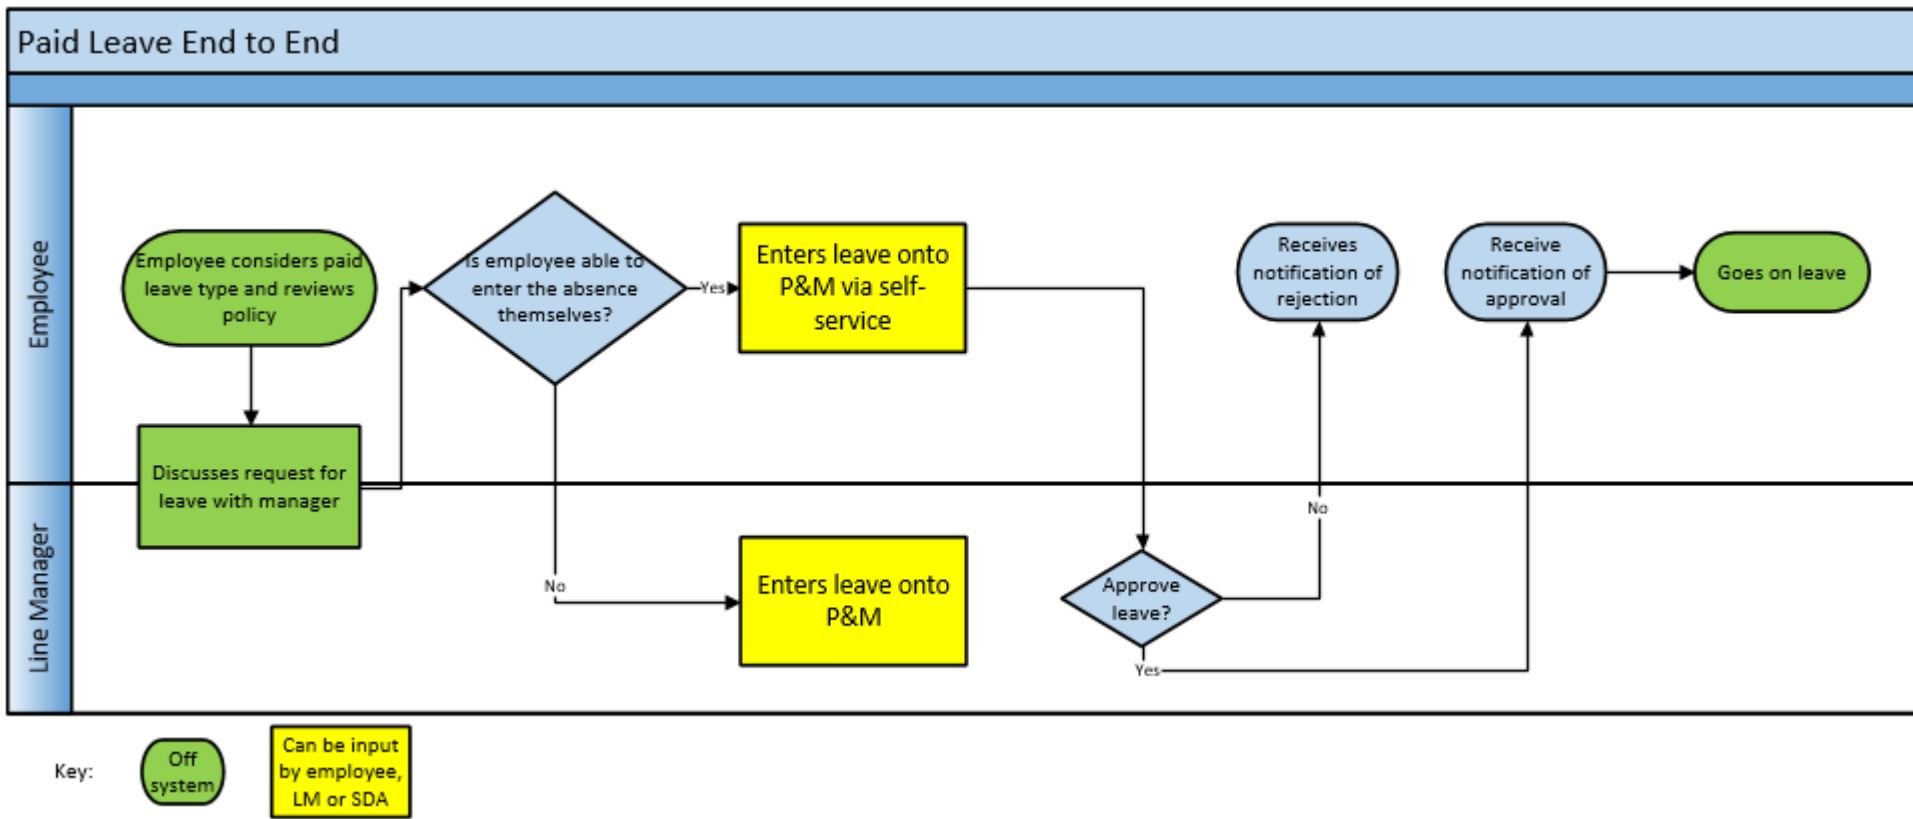 Paid Leave End to End
Employee
Employee considers paid
leave type and reviews
policy
Discusses request for
leave with manager
Is employee able to
enter the absence
themselves?
Yes
Enters leave onto
P&M via self-
service
Receives
notification of
rejection
Receive
notification of
approval
Goes on leave
Line Manager
No
Enters leave onto
P&M
Approve
leave?
No
Yes
Key:
Off
system
Can be input
by employee,
LM or SDA